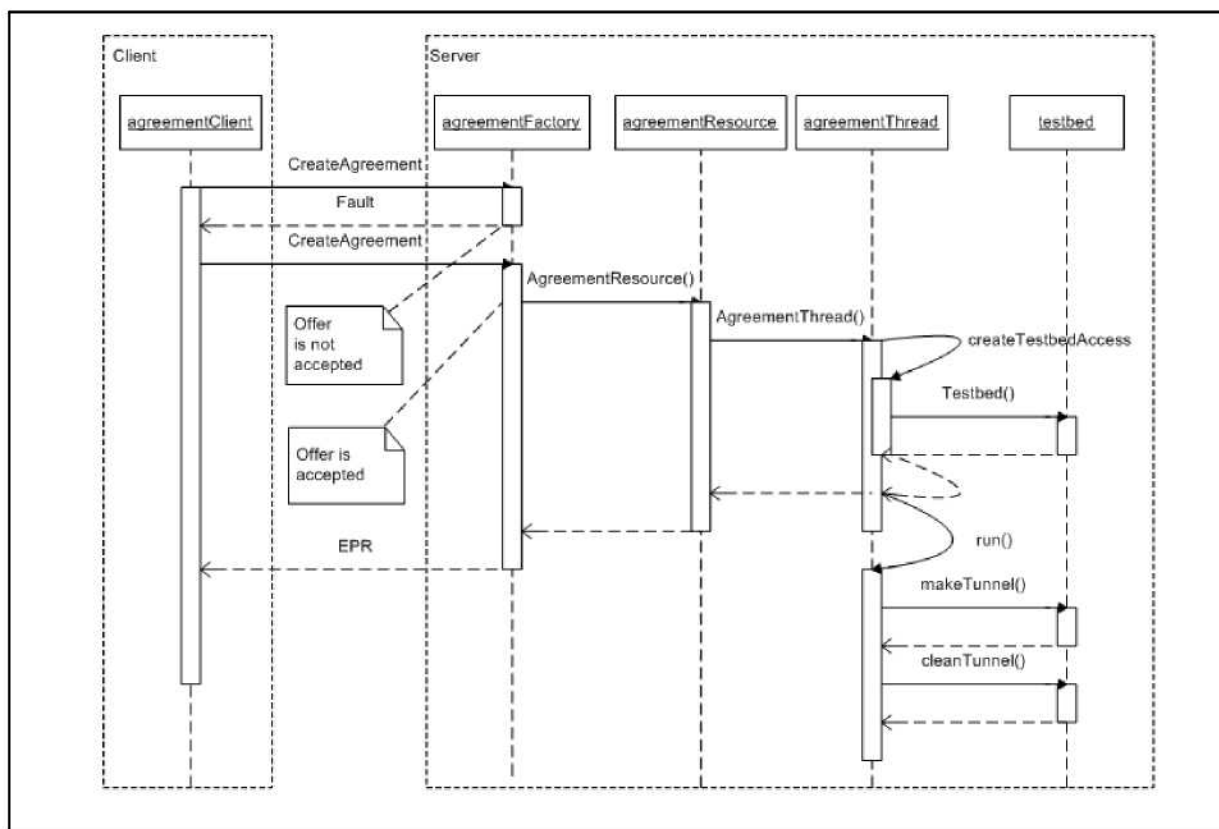 Client
Server
agreementClient
agreementFactory
agreementResource
agreementThread
testbed
CreateAgreement
Fault
CreateAgreement
AgreementResource()
AgreementThread()
Offer
is not
accepted
createTestbedAccess
Testbed()
Offer is
accepted
run()
EPR
makeTunnel()
cleanTunnel()